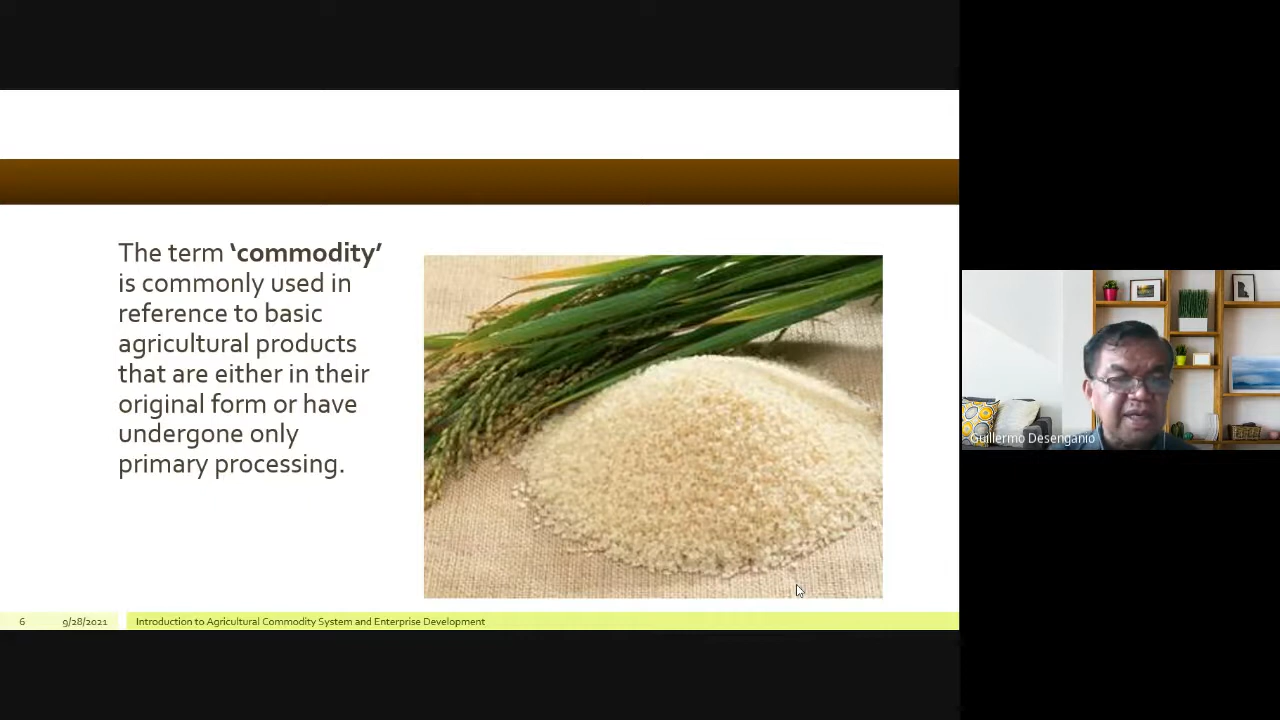 The term ‘commodity’
is commonly used in
reference to basic
agricultural products
that are either in their
original form or have
undergone only
primary processing.
6 9/28/2021 Introduction to Agricultural Commodity System and Enterprise Development
Guillermo Desenganio